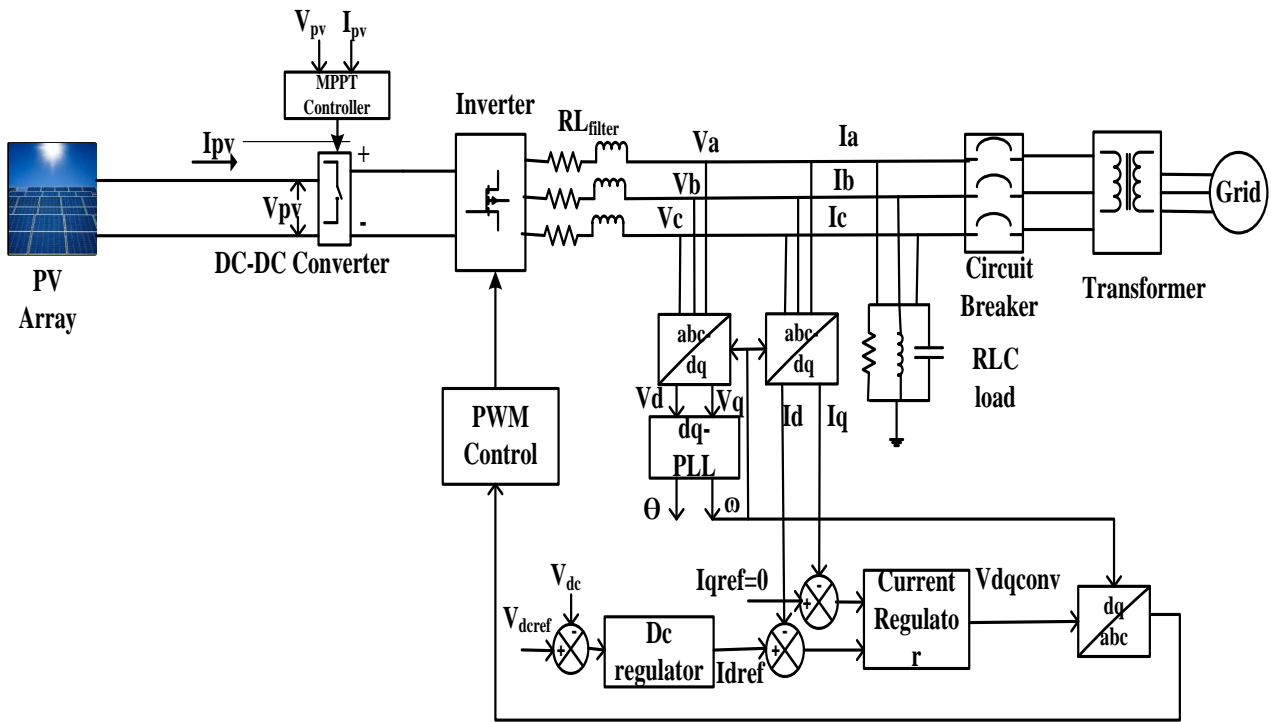 Vpv Ipv
MPPT
Controller
Inverter
RLfilter
Ipv
+
Va
Ia
Vb
Ib
Grid
Vpv
-
Vc
Ic
DC-DC Converter
PV
Array
Circuit
Breaker
Transformer
abc-
dq
abc-
dq
RLC
load
Vd
Vq
Id
Iq
PWM
Control
dq-
PLL
θ
ω
Vdc
Iqref=0
-
+
Current
Regulato
r
Vdqconv
dq
abc
Vdcref
-
+
Dc
regulator
Idref
-
+